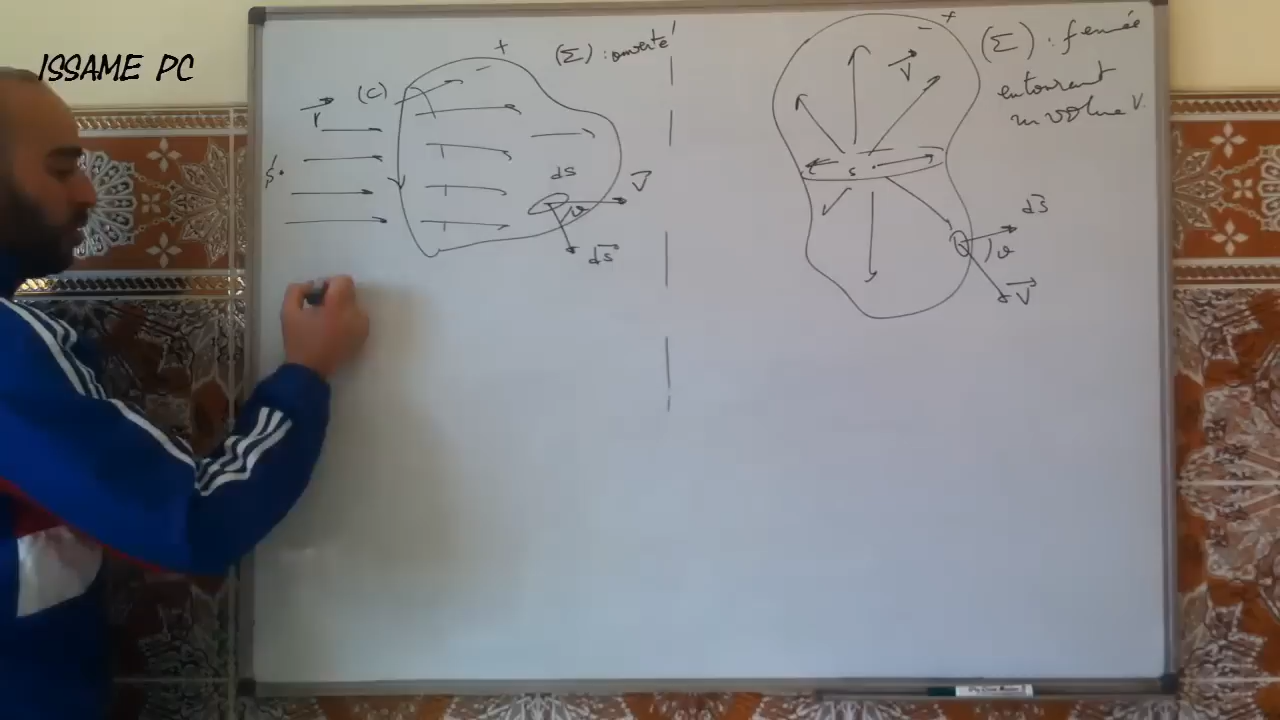 ISSAME PC
(C)
+
-
(Σ) : ouverte
V
S
dS
θ
V
dS
+
-
(Σ) : fermée
entourant
un volume V.
V
S
dS
θ
V